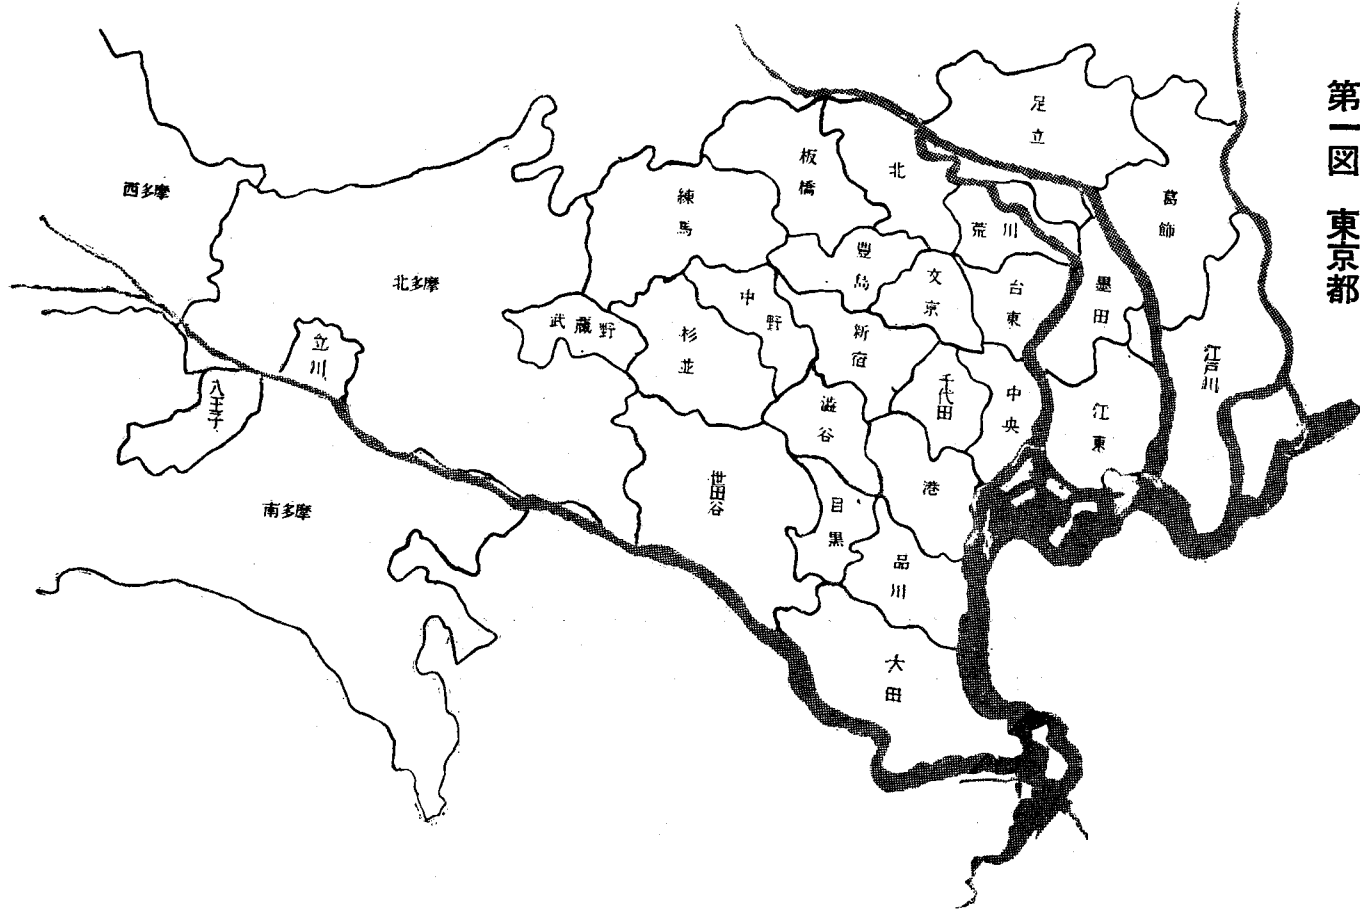 第一図 東京都
足立
葛飾
江戸川
板橋
北
荒川
墨田
江東
練馬
豊島
文京
台東
中野
杉並
新宿
千代田
中央
武蔵野
渋谷
港
世田谷
目黒
品川
大田
西多摩
北多摩
立川
八王子
南多摩